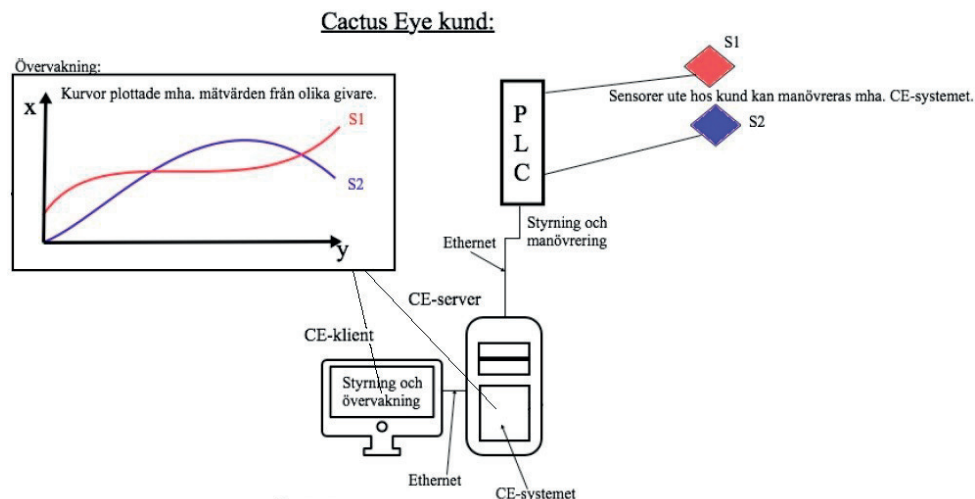 Cactus Eye kund:
Övervakning:
Kurvor plottade mha. mätvärden från olika givare.
x
S1
S2
y
PLC
S1
Sensorer ute hos kund kan manövreras mha. CE-systemet.
S2
Styrning och
manövrering
Ethernet
CE-server
CE-klient
Styrning och
övervakning
Ethernet
CE-systemet